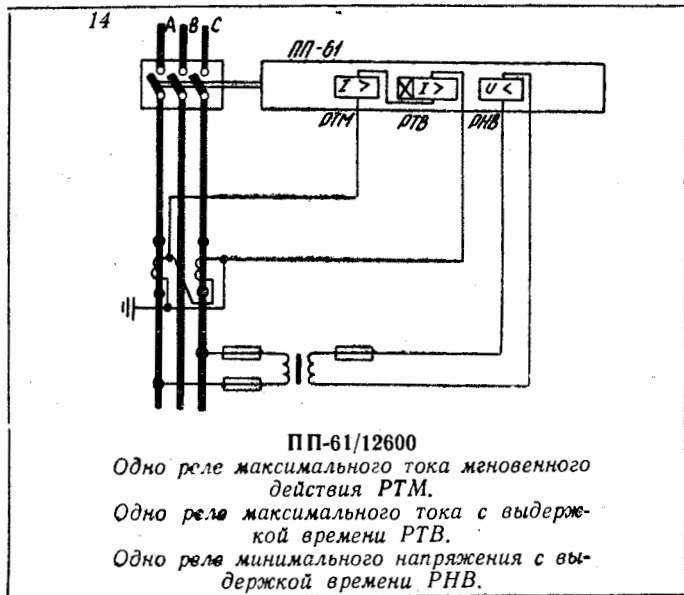 14
А В С
ПП-61
I > I > U <
РТМ РТВ РНВ
ПП-61/12600
Одно реле максимального тока мгновенного
действия РТМ.
Одно реле максимального тока с выдерж-
кой времени РТВ.
Одно реле минимального напряжения с вы-
держкой времени РНВ.